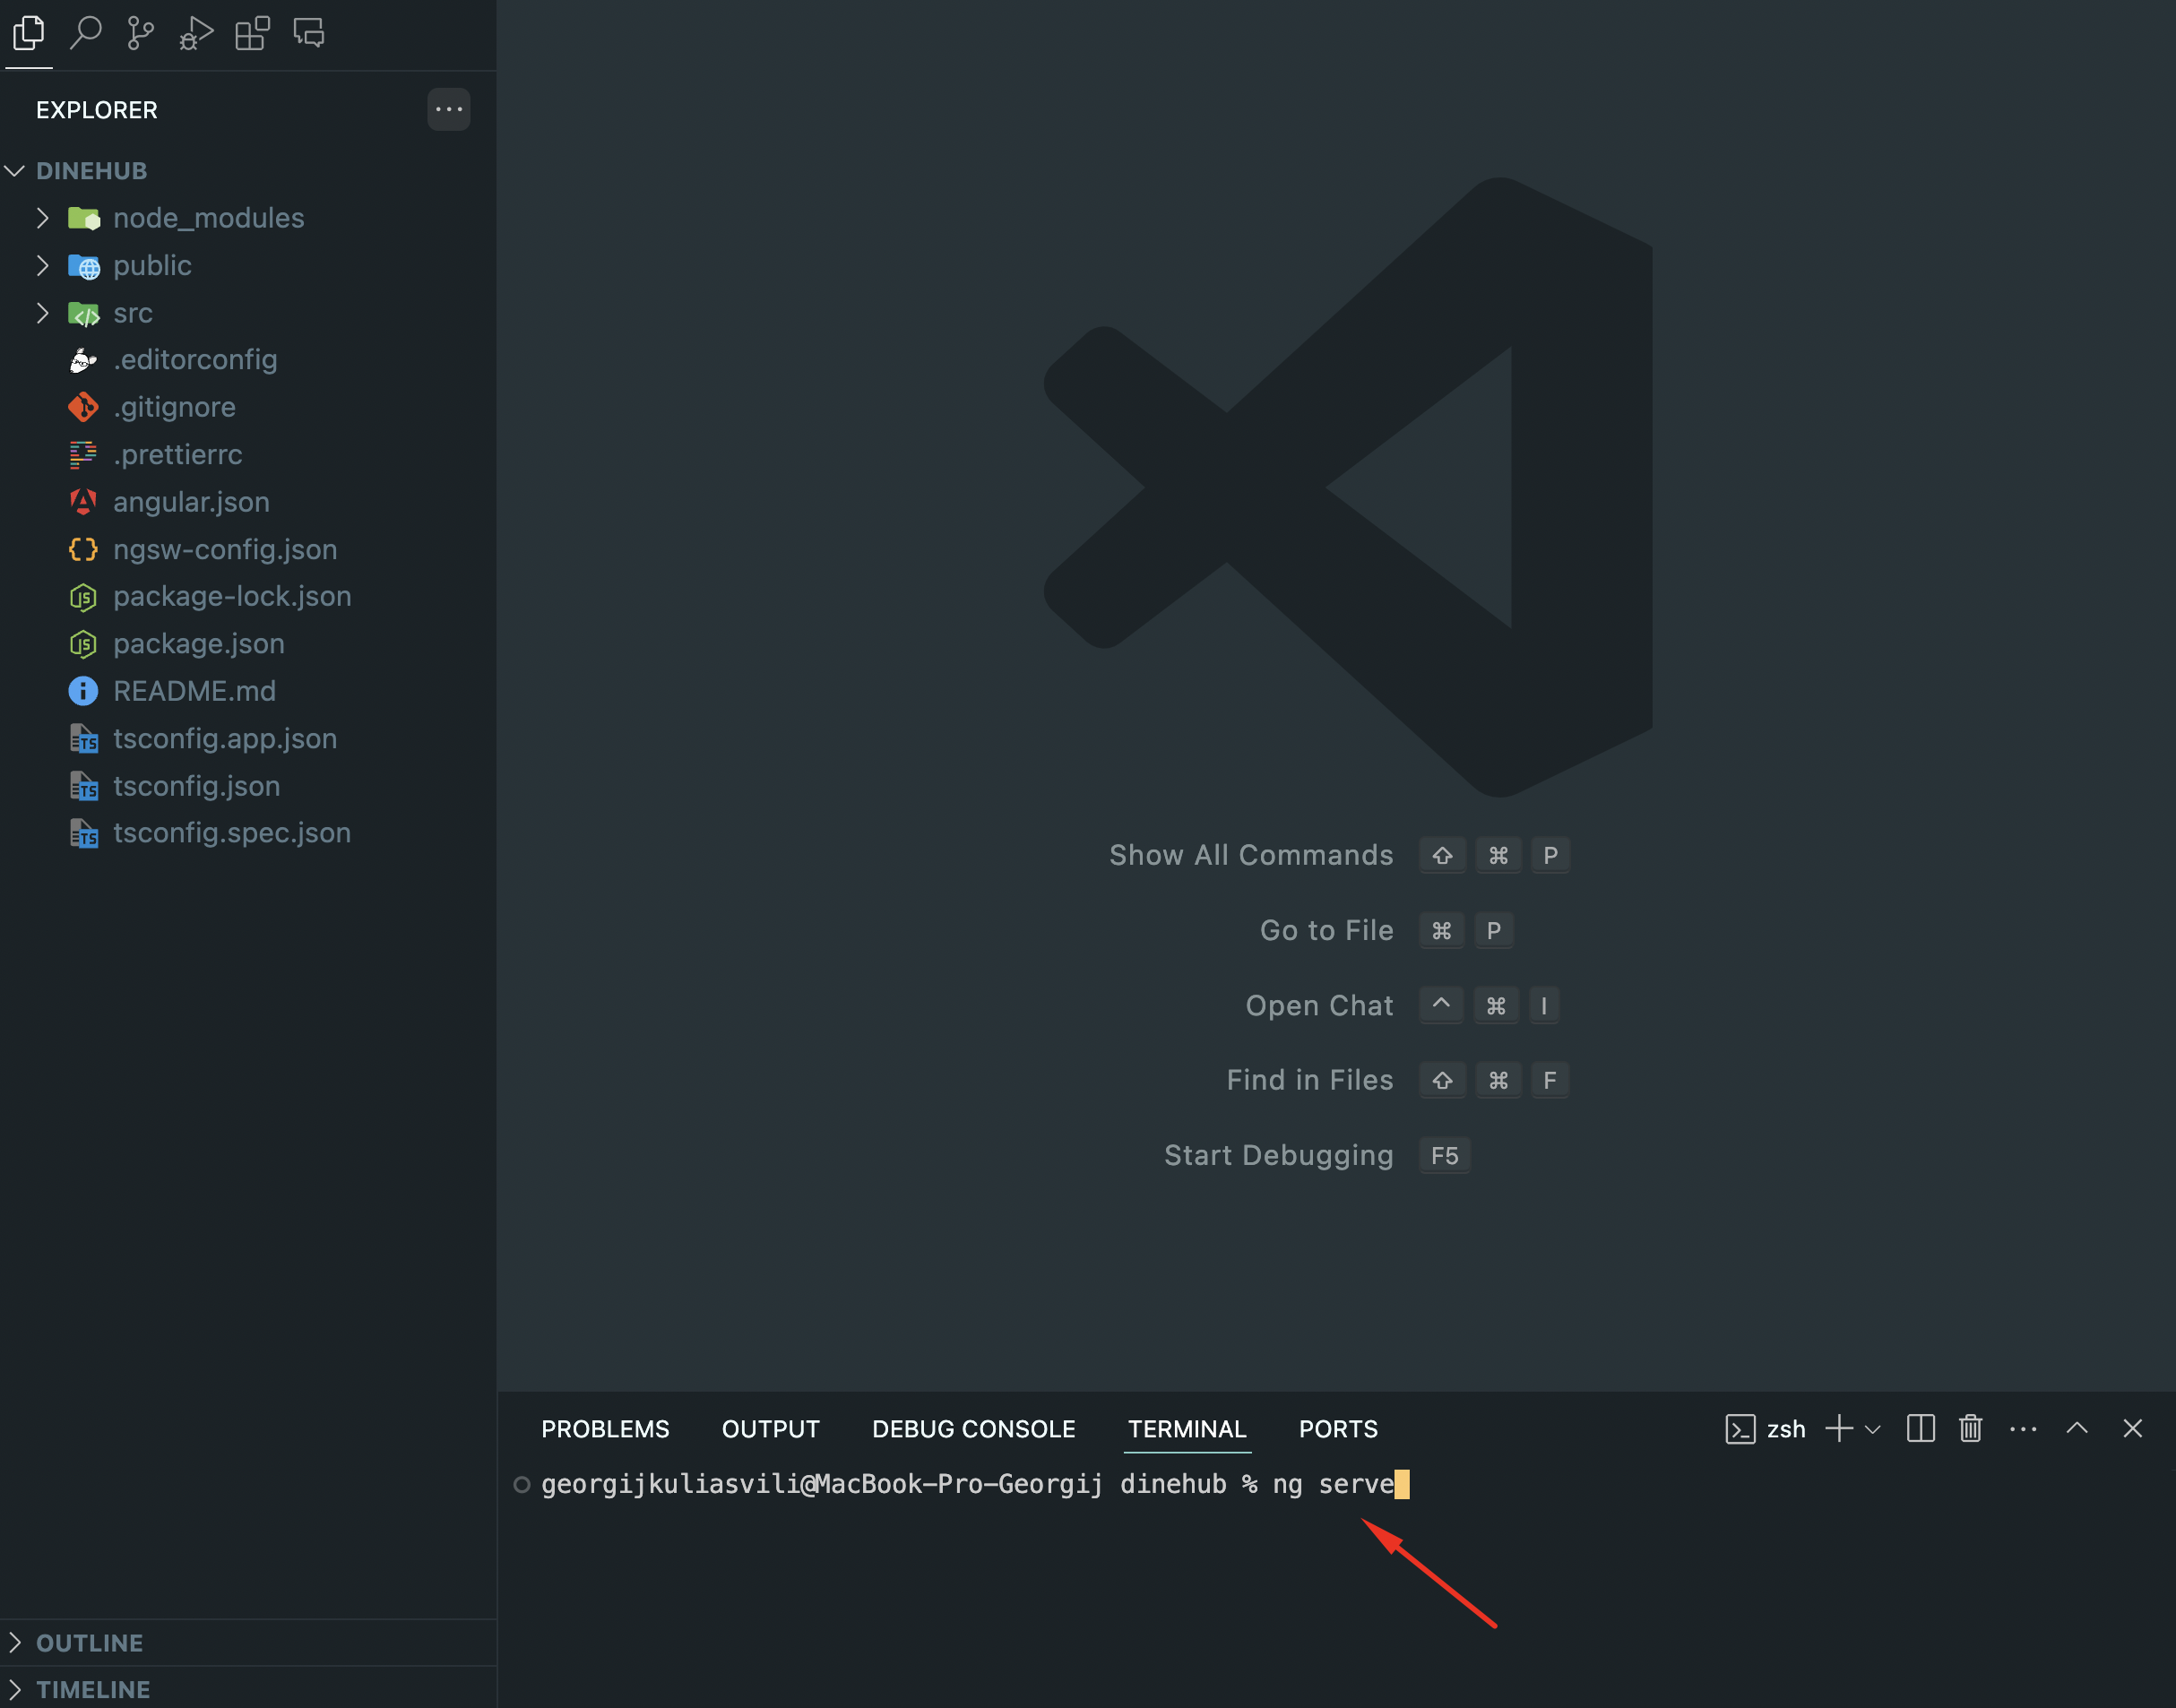 EXPLORER
DINEHUB
node_modules
public
src
.editorconfig
.gitignore
.prettierrc
angular.json
ngsw-config.json
package-lock.json
package.json
README.md
tsconfig.app.json
tsconfig.json
tsconfig.spec.json
OUTLINE
TIMELINE
Show All Commands ⇧ ⌘ P
Go to File ⌘ P
Open Chat ^ ⌘ I
Find in Files ⇧ ⌘ F
Start Debugging F5
PROBLEMS OUTPUT DEBUG CONSOLE TERMINAL PORTS zsh
georgijkuliasvili@MacBook-Pro-Georgij dinehub % ng serve